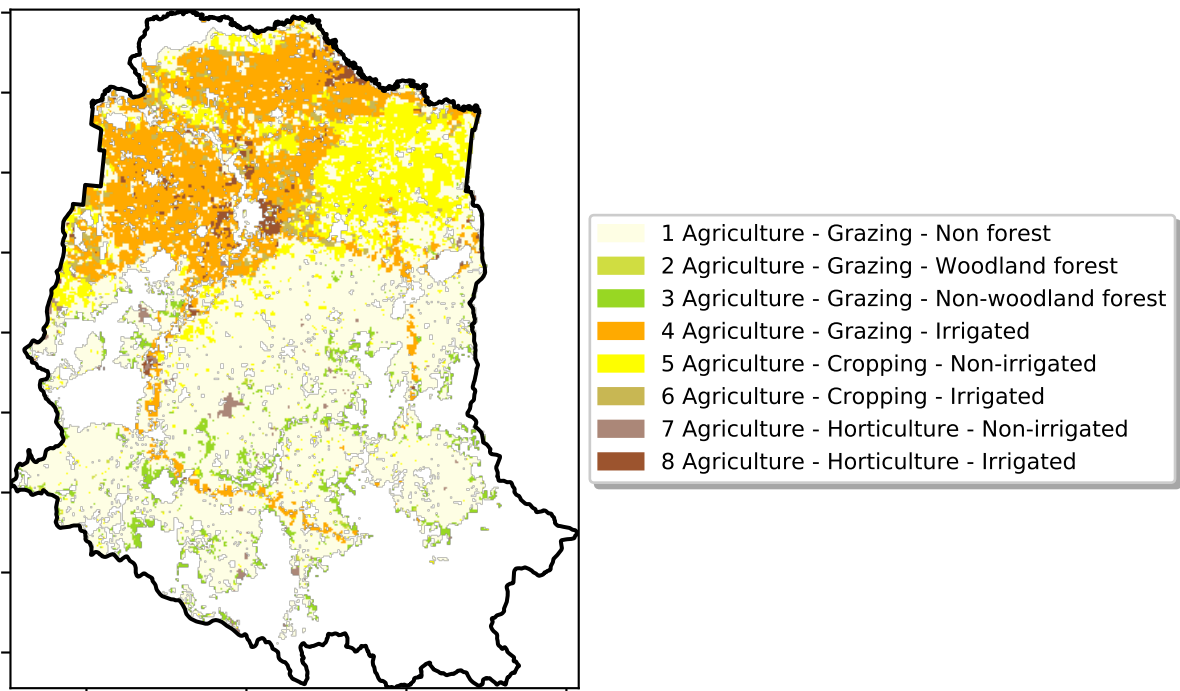 1 Agriculture - Grazing - Non forest
2 Agriculture - Grazing - Woodland forest
3 Agriculture - Grazing - Non-woodland forest
4 Agriculture - Grazing - Irrigated
5 Agriculture - Cropping - Non-irrigated
6 Agriculture - Cropping - Irrigated
7 Agriculture - Horticulture - Non-irrigated
8 Agriculture - Horticulture - Irrigated